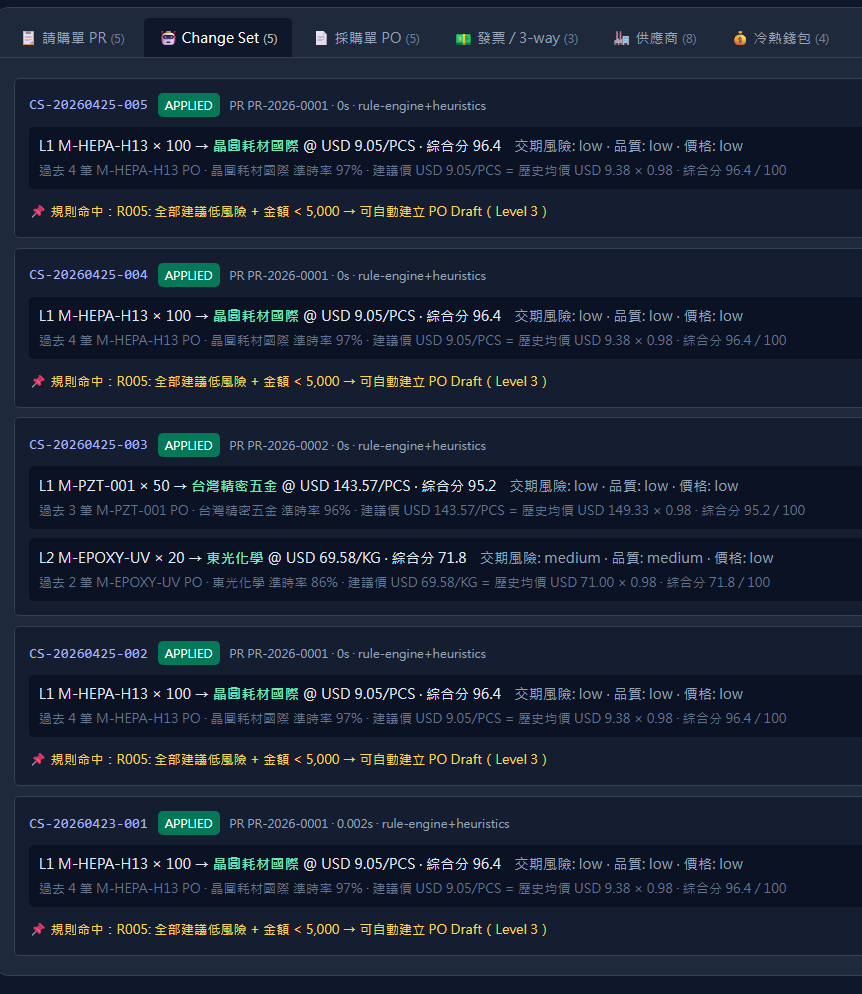 請購單 PR (5) Change Set (5) 採購單 PO (5) 發票 / 3-way (3) 供應商 (8) 冷熱錢包 (4)
CS-20260425-005 APPLIED PR PR-2026-0001 · 0s · rule-engine+heuristics
L1 M-HEPA-H13 × 100 → 晶圓耗材國際 @ USD 9.05/PCS · 綜合分 96.4 交期風險: low · 品質: low · 價格: low
過去 4 筆 M-HEPA-H13 PO · 晶圓耗材國際 準時率 97% · 建議價 USD 9.05/PCS = 歷史均價 USD 9.38 × 0.98 · 綜合分 96.4 / 100
📌 規則命中：R005: 全部建議低風險 + 金額 < 5,000 → 可自動建立 PO Draft ( Level 3 )
CS-20260425-004 APPLIED PR PR-2026-0001 · 0s · rule-engine+heuristics
L1 M-HEPA-H13 × 100 → 晶圓耗材國際 @ USD 9.05/PCS · 綜合分 96.4 交期風險: low · 品質: low · 價格: low
過去 4 筆 M-HEPA-H13 PO · 晶圓耗材國際 準時率 97% · 建議價 USD 9.05/PCS = 歷史均價 USD 9.38 × 0.98 · 綜合分 96.4 / 100
📌 規則命中：R005: 全部建議低風險 + 金額 < 5,000 → 可自動建立 PO Draft ( Level 3 )
CS-20260425-003 APPLIED PR PR-2026-0002 · 0s · rule-engine+heuristics
L1 M-PZT-001 × 50 → 台灣精密五金 @ USD 143.57/PCS · 綜合分 95.2 交期風險: low · 品質: low · 價格: low
過去 3 筆 M-PZT-001 PO · 台灣精密五金 準時率 96% · 建議價 USD 143.57/PCS = 歷史均價 USD 149.33 × 0.98 · 綜合分 95.2 / 100
L2 M-EPOXY-UV × 20 → 東光化學 @ USD 69.58/KG · 綜合分 71.8 交期風險: medium · 品質: medium · 價格: low
過去 2 筆 M-EPOXY-UV PO · 東光化學 準時率 86% · 建議價 USD 69.58/KG = 歷史均價 USD 71.00 × 0.98 · 綜合分 71.8 / 100
CS-20260425-002 APPLIED PR PR-2026-0001 · 0s · rule-engine+heuristics
L1 M-HEPA-H13 × 100 → 晶圓耗材國際 @ USD 9.05/PCS · 綜合分 96.4 交期風險: low · 品質: low · 價格: low
過去 4 筆 M-HEPA-H13 PO · 晶圓耗材國際 準時率 97% · 建議價 USD 9.05/PCS = 歷史均價 USD 9.38 × 0.98 · 綜合分 96.4 / 100
📌 規則命中：R005: 全部建議低風險 + 金額 < 5,000 → 可自動建立 PO Draft ( Level 3 )
CS-20260423-001 APPLIED PR PR-2026-0001 · 0.002s · rule-engine+heuristics
L1 M-HEPA-H13 × 100 → 晶圓耗材國際 @ USD 9.05/PCS · 綜合分 96.4 交期風險: low · 品質: low · 價格: low
過去 4 筆 M-HEPA-H13 PO · 晶圓耗材國際 準時率 97% · 建議價 USD 9.05/PCS = 歷史均價 USD 9.38 × 0.98 · 綜合分 96.4 / 100
📌 規則命中：R005: 全部建議低風險 + 金額 < 5,000 → 可自動建立 PO Draft ( Level 3 )